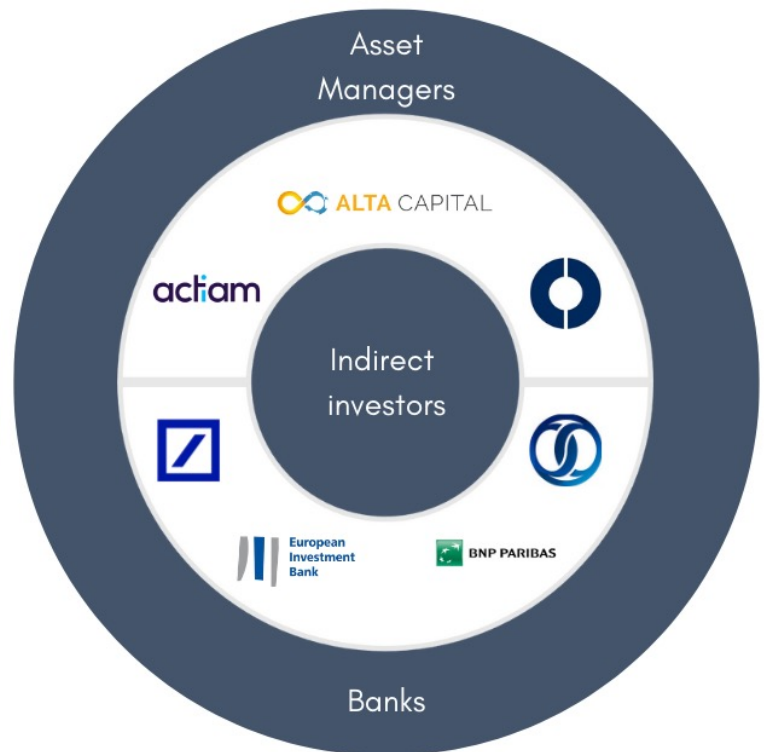 Asset
Managers
ALTA CAPITAL
actiam
Indirect
investors
European
Investment
Bank
BNP PARIBAS
Banks